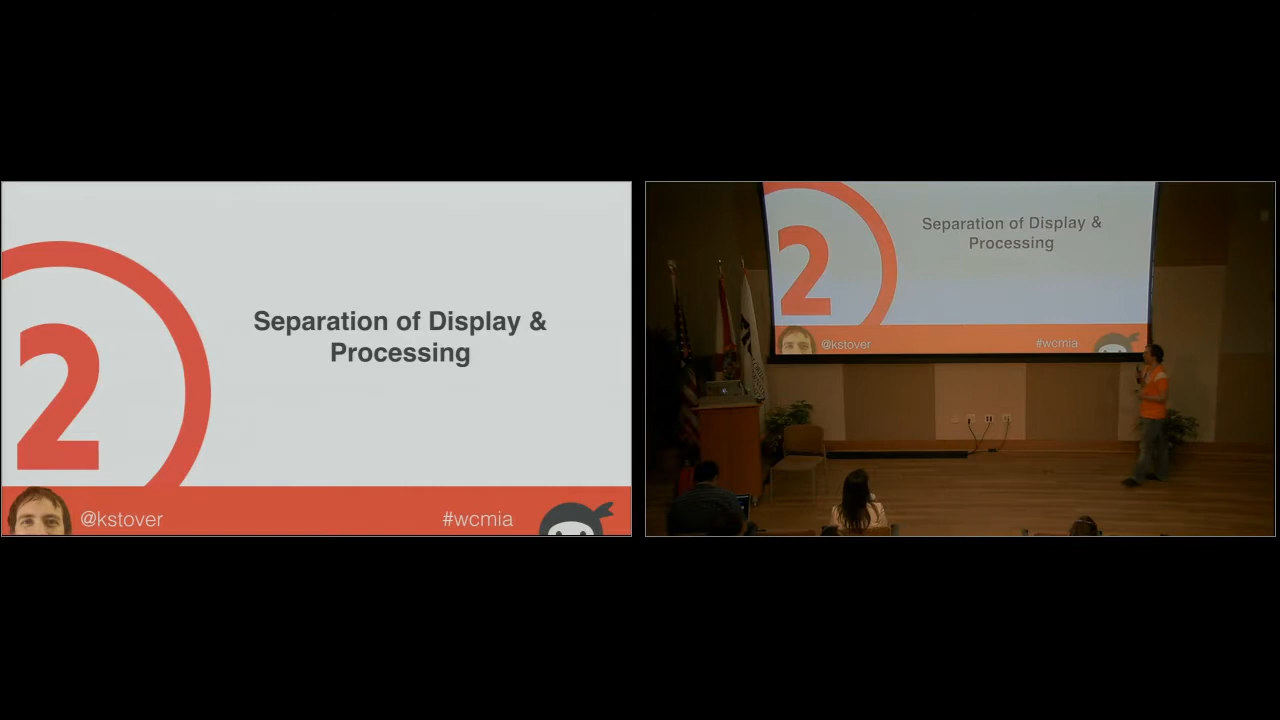 2
Separation of Display &
Processing
@kstover
#wcmia
2
Separation of Display &
Processing
@kstover
#wcmia